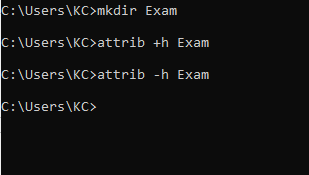 C:\Users\KC>mkdir Exam
C:\Users\KC>attrib +h Exam
C:\Users\KC>attrib -h Exam
C:\Users\KC>